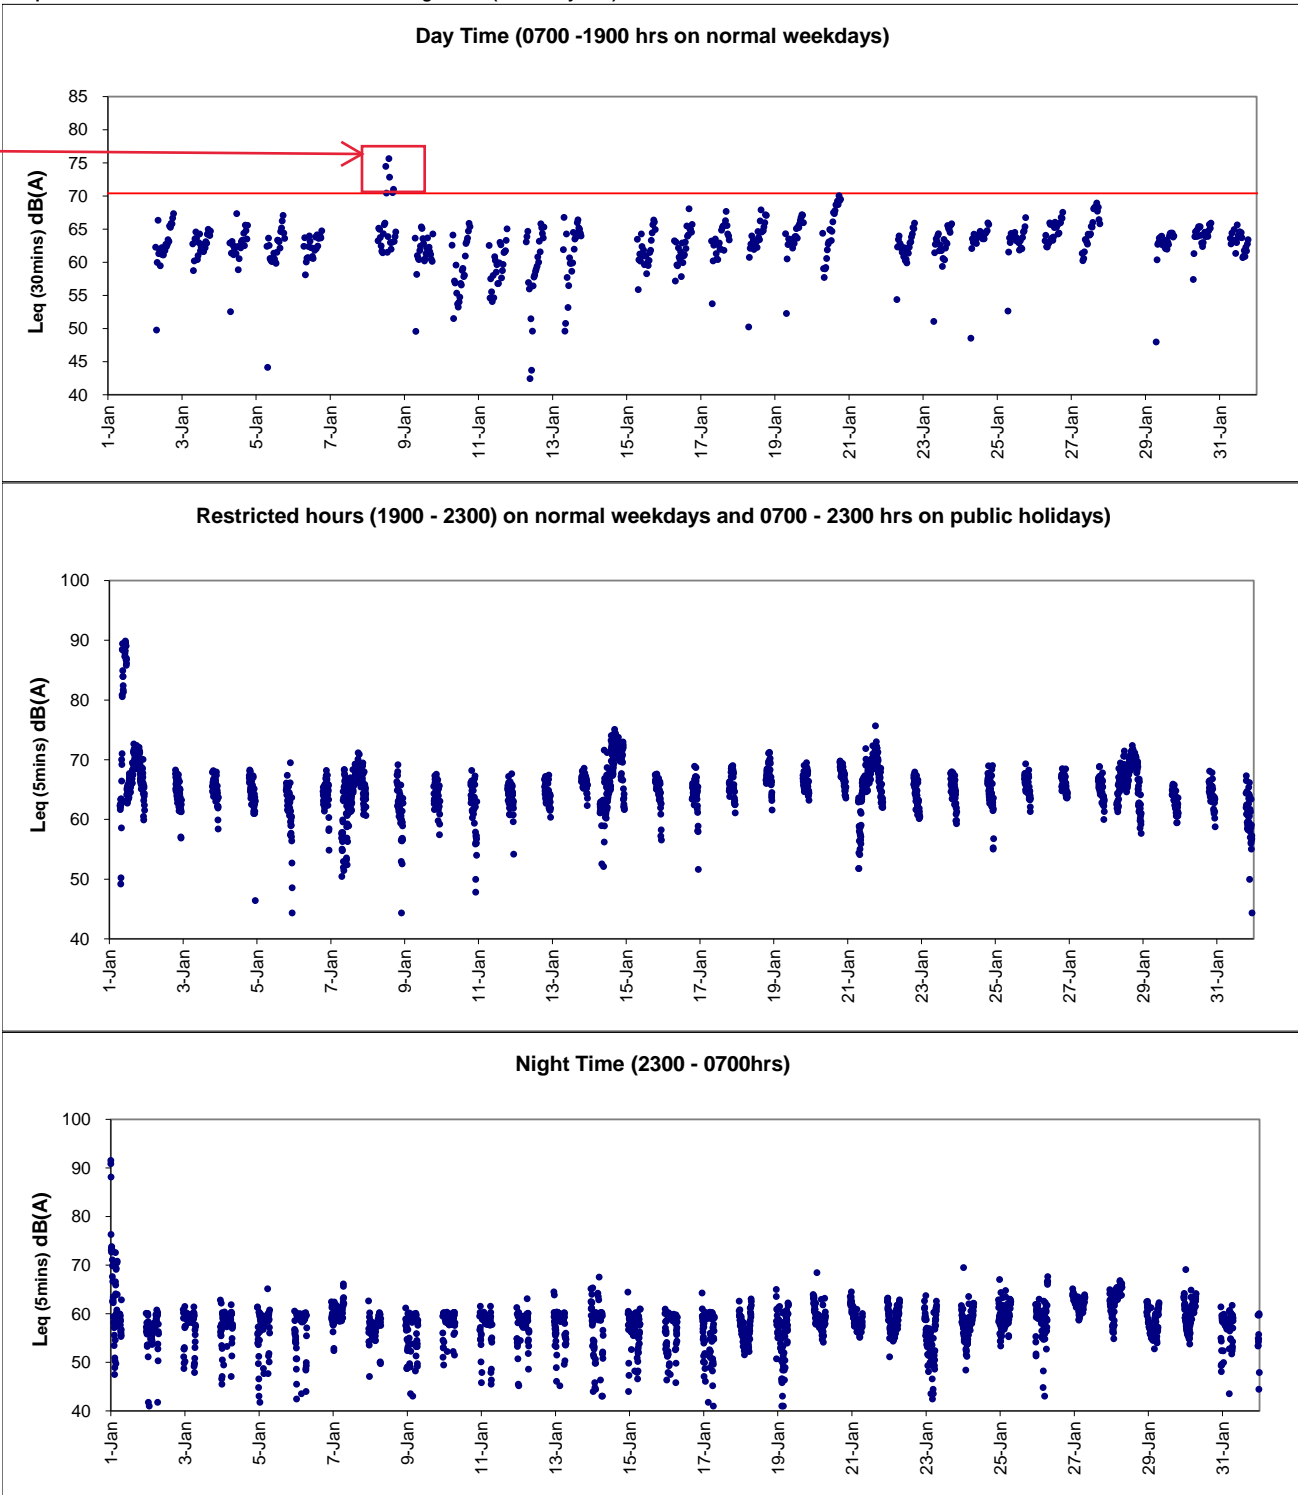 Day Time (0700 -1900 hrs on normal weekdays)
85
80
75
70
65
60
55
50
45
40
Leq (30mins) dB(A)
1-Jan
3-Jan
5-Jan
7-Jan
9-Jan
11-Jan
13-Jan
15-Jan
17-Jan
19-Jan
21-Jan
23-Jan
25-Jan
27-Jan
29-Jan
31-Jan
Restricted hours (1900 - 2300) on normal weekdays and 0700 - 2300 hrs on public holidays)
100
90
80
70
60
50
40
Leq (5mins) dB(A)
1-Jan
3-Jan
5-Jan
7-Jan
9-Jan
11-Jan
13-Jan
15-Jan
17-Jan
19-Jan
21-Jan
23-Jan
25-Jan
27-Jan
29-Jan
31-Jan
Night Time (2300 - 0700hrs)
100
90
80
70
60
50
40
Leq (5mins) dB(A)
1-Jan
3-Jan
5-Jan
7-Jan
9-Jan
11-Jan
13-Jan
15-Jan
17-Jan
19-Jan
21-Jan
23-Jan
25-Jan
27-Jan
29-Jan
31-Jan